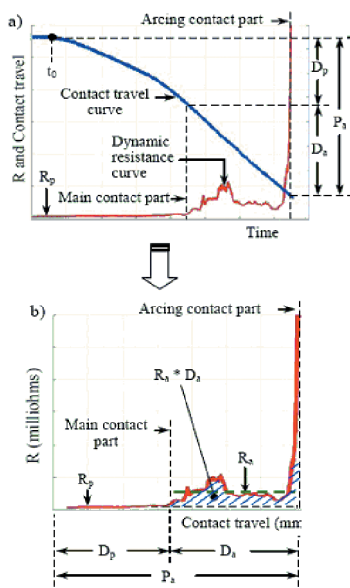 Arcing contact part
a)
t0
Contact travel
curve
Dynamic
resistance
curve
Rp
Main contact part
R and Contact travel
Time
Dp
Da
Pa
b)
Arcing contact part
Ra * Da
Main contact
part
Rp
Ra
R (milliohms)
Contact travel (mm
Dp
Da
Pa